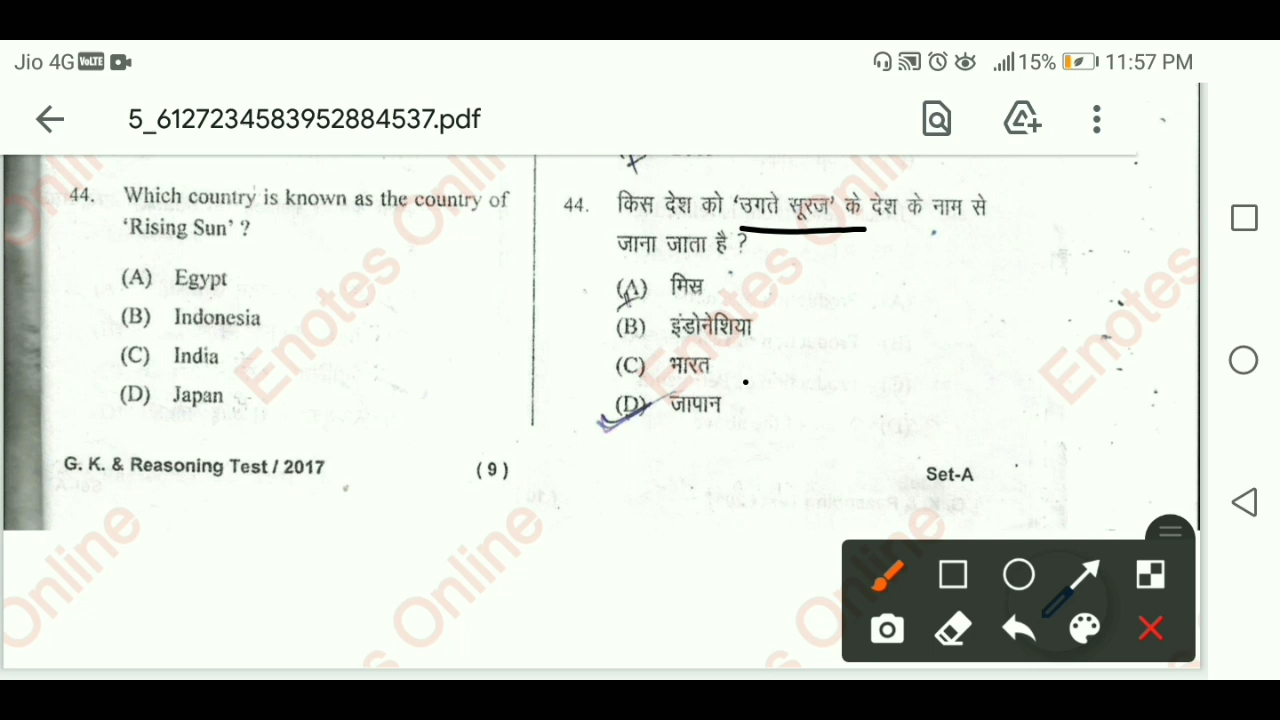 Jio 4G VoLTE 15% 11:57 PM
5_6127234583952884537.pdf
44. Which country is known as the country of
‘Rising Sun’ ?
(A) Egypt
(B) Indonesia
(C) India
(D) Japan
44. किस देश को ‘उगते सूरज’ के देश के नाम से
जाना जाता है ?
(A) मिस्र
(B) इंडोनेशिया
(C) भारत
(D) जापान
G. K. & Reasoning Test / 2017 ( 9 ) Set-A
Enotes Online